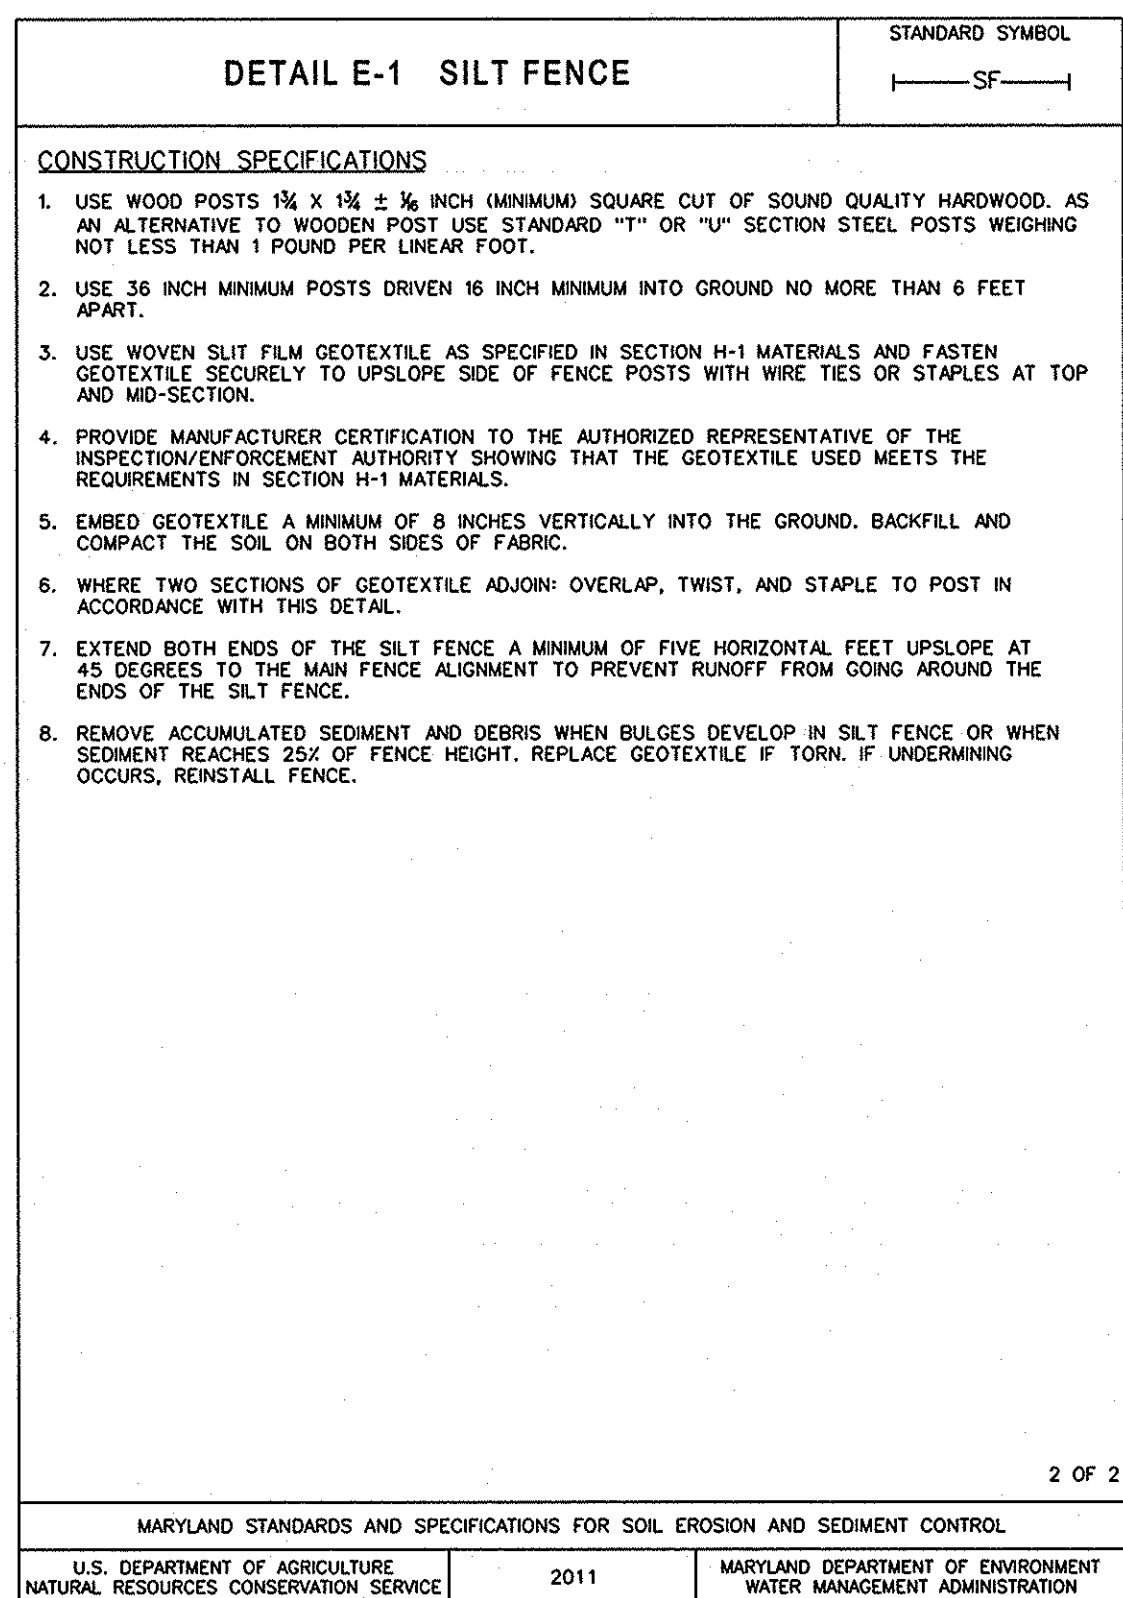 STANDARD SYMBOL
DETAIL E-1 SILT FENCE
SF
CONSTRUCTION SPECIFICATIONS
1. USE WOOD POSTS 1¾ X 1¾ ± 1/16 INCH (MINIMUM) SQUARE CUT OF SOUND QUALITY HARDWOOD. AS
AN ALTERNATIVE TO WOODEN POST USE STANDARD "T" OR "U" SECTION STEEL POSTS WEIGHING
NOT LESS THAN 1 POUND PER LINEAR FOOT.
2. USE 36 INCH MINIMUM POSTS DRIVEN 16 INCH MINIMUM INTO GROUND NO MORE THAN 6 FEET
APART.
3. USE WOVEN SLIT FILM GEOTEXTILE AS SPECIFIED IN SECTION H-1 MATERIALS AND FASTEN
GEOTEXTILE SECURELY TO UPSLOPE SIDE OF FENCE POSTS WITH WIRE TIES OR STAPLES AT TOP
AND MID-SECTION.
4. PROVIDE MANUFACTURER CERTIFICATION TO THE AUTHORIZED REPRESENTATIVE OF THE
INSPECTION/ENFORCEMENT AUTHORITY SHOWING THAT THE GEOTEXTILE USED MEETS THE
REQUIREMENTS IN SECTION H-1 MATERIALS.
5. EMBED GEOTEXTILE A MINIMUM OF 8 INCHES VERTICALLY INTO THE GROUND. BACKFILL AND
COMPACT THE SOIL ON BOTH SIDES OF FABRIC.
6. WHERE TWO SECTIONS OF GEOTEXTILE ADJOIN: OVERLAP, TWIST, AND STAPLE TO POST IN
ACCORDANCE WITH THIS DETAIL.
7. EXTEND BOTH ENDS OF THE SILT FENCE A MINIMUM OF FIVE HORIZONTAL FEET UPSLOPE AT
45 DEGREES TO THE MAIN FENCE ALIGNMENT TO PREVENT RUNOFF FROM GOING AROUND THE
ENDS OF THE SILT FENCE.
8. REMOVE ACCUMULATED SEDIMENT AND DEBRIS WHEN BULGES DEVELOP IN SILT FENCE OR WHEN
SEDIMENT REACHES 25% OF FENCE HEIGHT. REPLACE GEOTEXTILE IF TORN. IF UNDERMINING
OCCURS, REINSTALL FENCE.
2 OF 2
MARYLAND STANDARDS AND SPECIFICATIONS FOR SOIL EROSION AND SEDIMENT CONTROL
U.S. DEPARTMENT OF AGRICULTURE
NATURAL RESOURCES CONSERVATION SERVICE
2011
MARYLAND DEPARTMENT OF ENVIRONMENT
WATER MANAGEMENT ADMINISTRATION